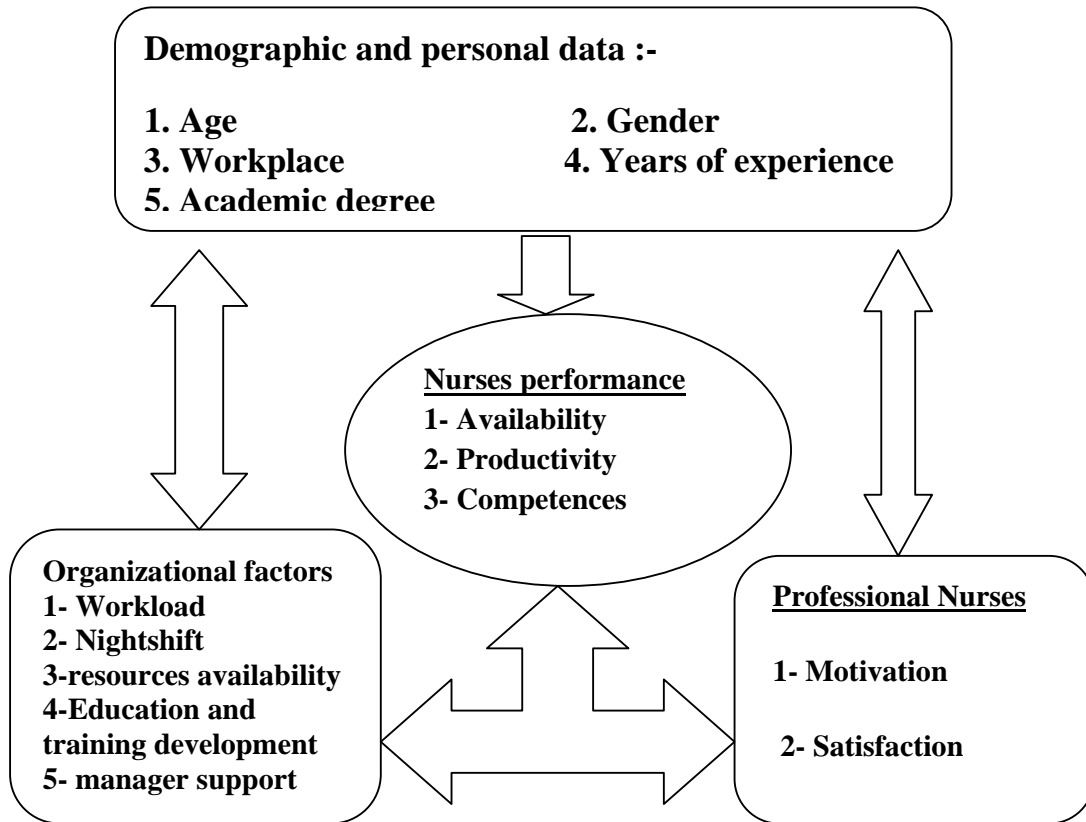 Demographic and personal data :-
1. Age 2. Gender
3. Workplace 4. Years of experience
5. Academic degree
Nurses performance
1- Availability
2- Productivity
3- Competences
Organizational factors
1- Workload
2- Nightshift
3-resources availability
4-Education and
training development
5- manager support
Professional Nurses
1- Motivation
2- Satisfaction